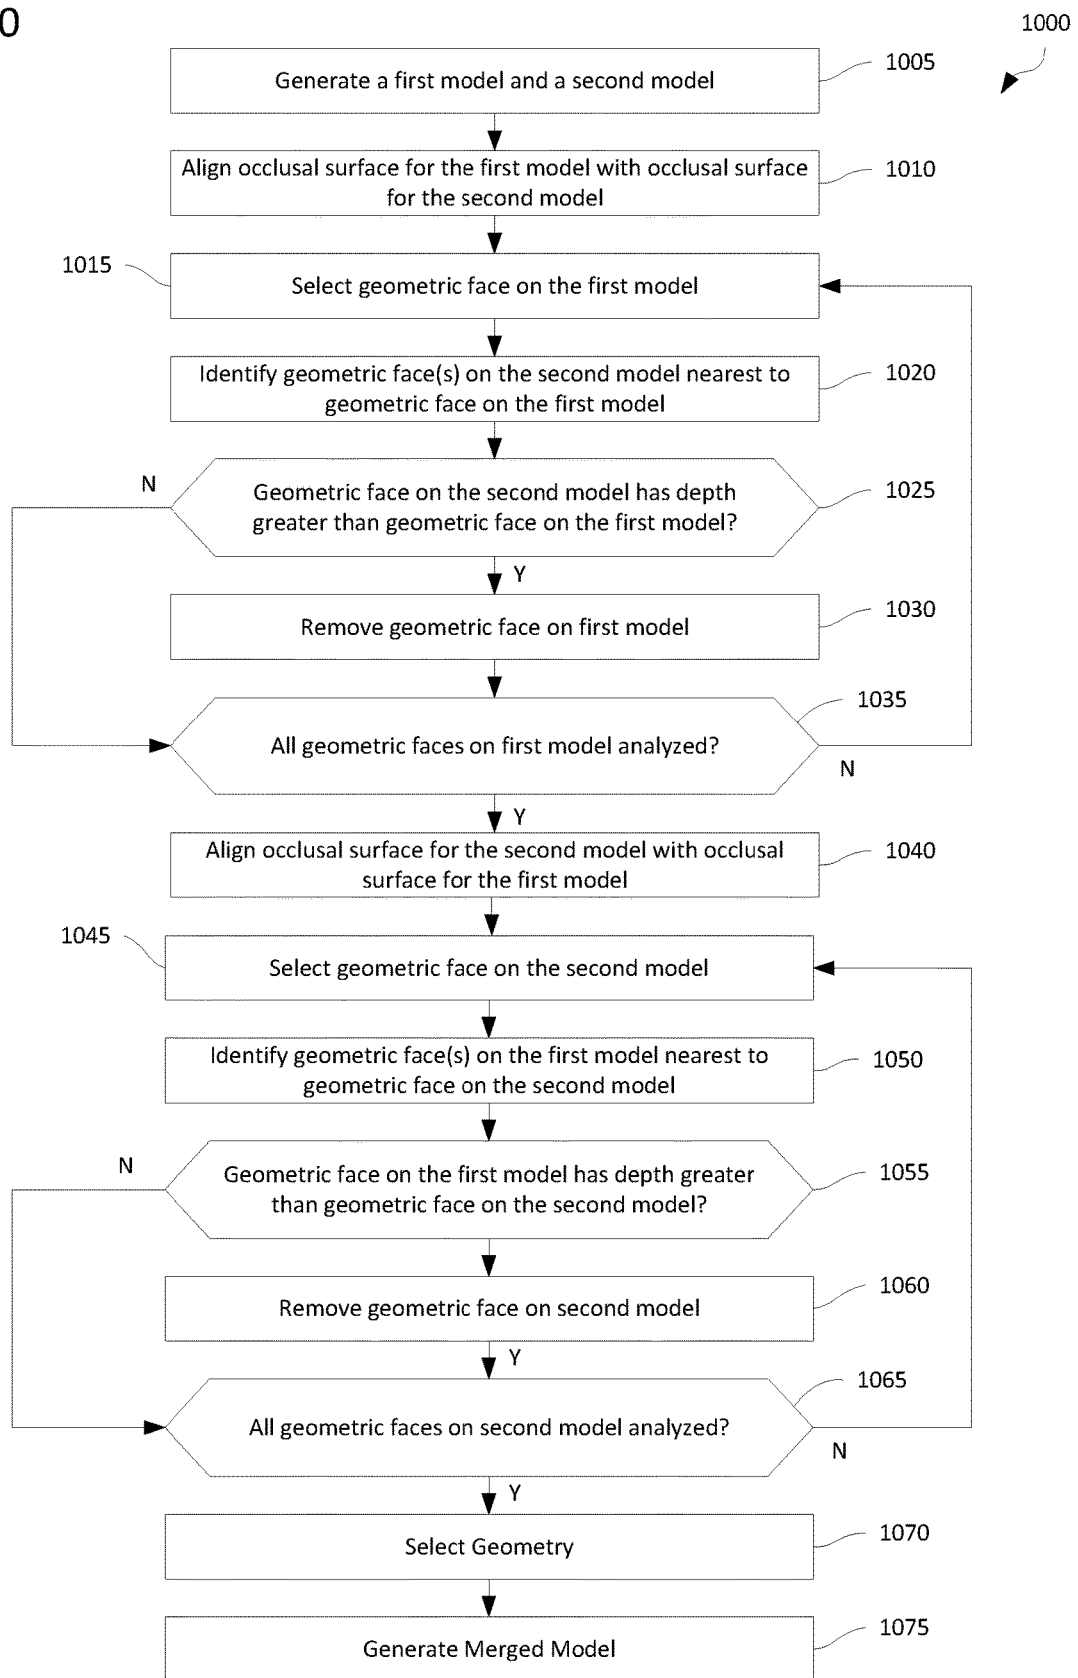 0
1000
Generate a first model and a second model
1005
Align occlusal surface for the first model with occlusal surface
for the second model
1010
1015
Select geometric face on the first model
Identify geometric face(s) on the second model nearest to
geometric face on the first model
1020
N
Geometric face on the second model has depth
greater than geometric face on the first model?
1025
Y
Remove geometric face on first model
1030
1035
All geometric faces on first model analyzed?
N
Y
Align occlusal surface for the second model with occlusal
surface for the first model
1040
1045
Select geometric face on the second model
Identify geometric face(s) on the first model nearest to
geometric face on the second model
1050
N
Geometric face on the first model has depth greater
than geometric face on the second model?
1055
Remove geometric face on second model
1060
Y
1065
All geometric faces on second model analyzed?
N
Y
Select Geometry
1070
Generate Merged Model
1075